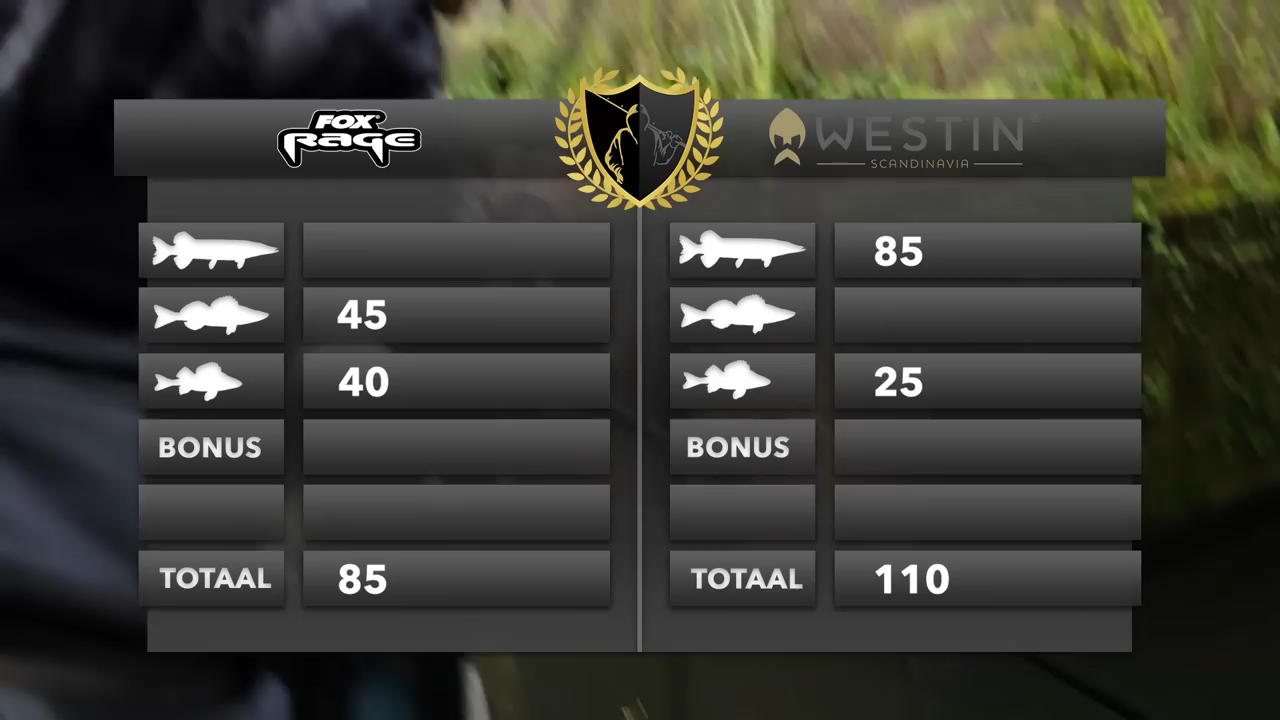 FOX
RAGE
WESTIN®
SCANDINAVIA
45
40
BONUS
TOTAAL 85
85
25
BONUS
TOTAAL 110